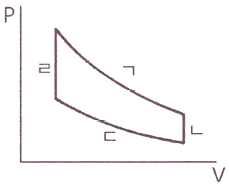 P
ㄹ ㄱ
ㄷ ㄴ
V